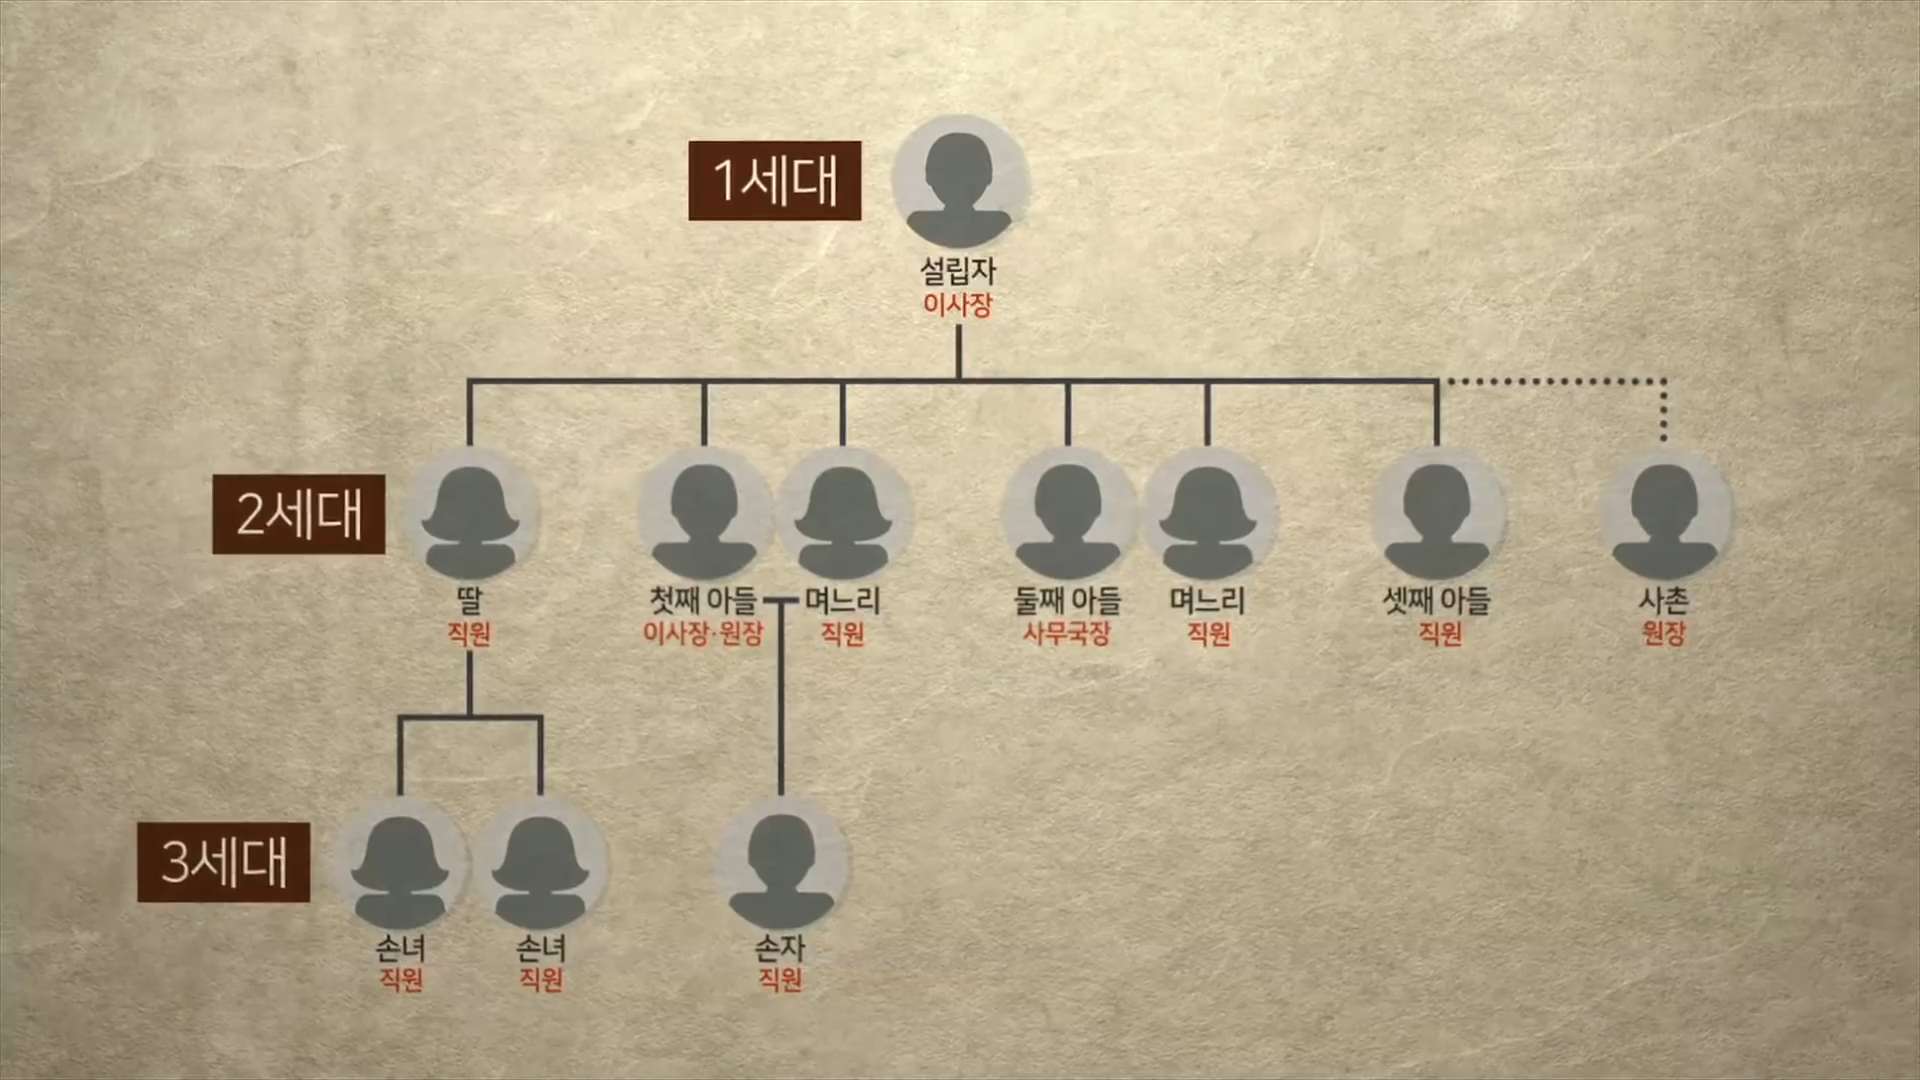 1세대
설립자
이사장
2세대
딸
직원
첫째 아들
이사장·원장
며느리
직원
둘째 아들
사무국장
며느리
직원
셋째 아들
직원
사촌
원장
3세대
손녀
직원
손녀
직원
손자
직원